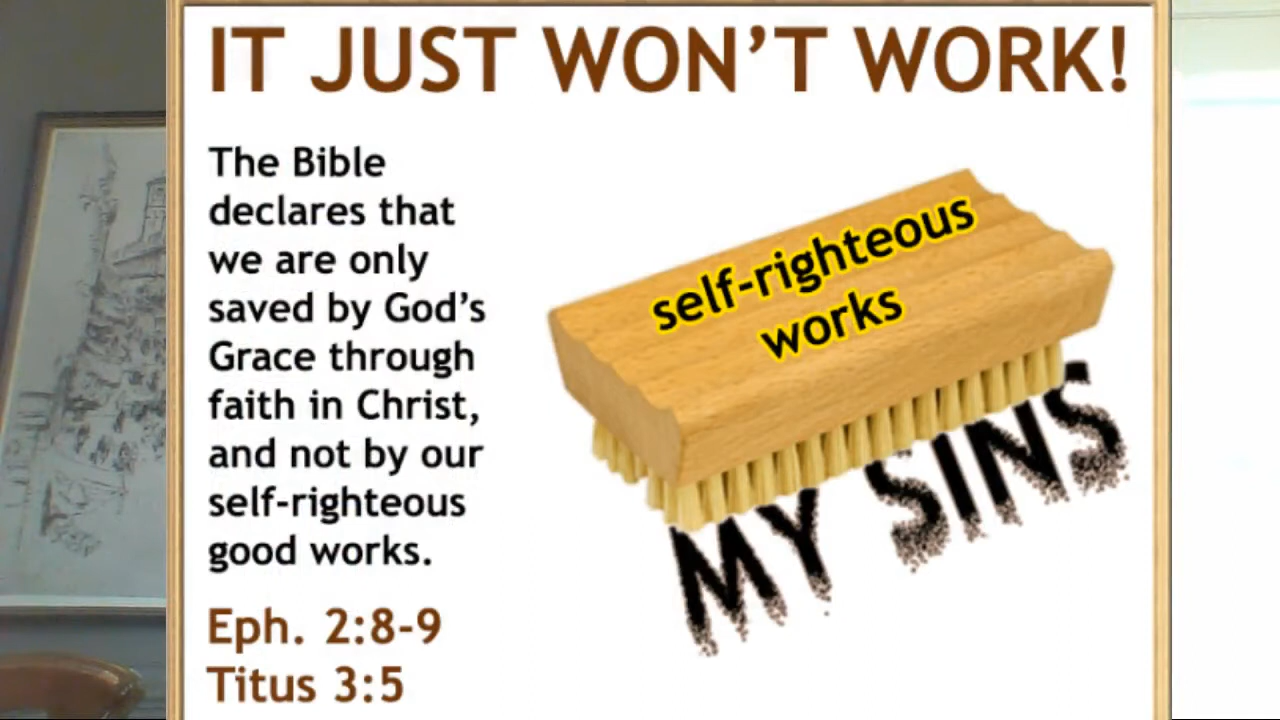 IT JUST WON'T WORK!
The Bible
declares that
we are only
saved by God's
Grace through
faith in Christ,
and not by our
self-righteous
good works.
Eph. 2:8-9
Titus 3:5
self-righteous
works
MY SINS